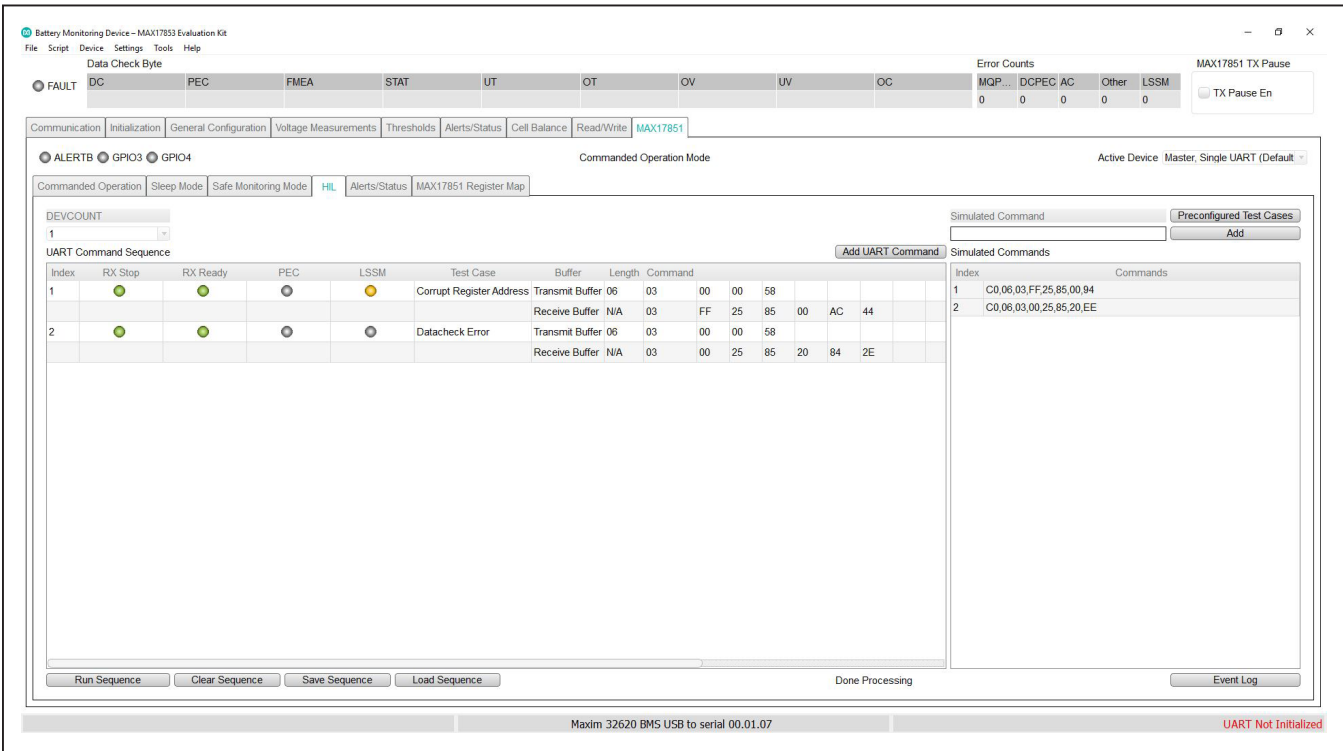 Battery Monitoring Device – MAX17853 Evaluation Kit
File Script Device Settings Tools Help
Data Check Byte Error Counts MAX17851 TX Pause
FAULT DC PEC FMEA STAT UT OT OV UV OC MQP... DCPEC AC Other LSSM
0 0 0 0 0 TX Pause En
Communication Initialization General Configuration Voltage Measurements Thresholds Alerts/Status Cell Balance Read/Write MAX17851
ALERTB GPIO3 GPIO4 Commanded Operation Mode Active Device Master, Single UART (Default
Commanded Operation Sleep Mode Safe Monitoring Mode HIL Alerts/Status MAX17851 Register Map
DEVCOUNT Simulated Command Preconfigured Test Cases
1 Add
UART Command Sequence Add UART Command Simulated Commands
Index RX Stop RX Ready PEC LSSM Test Case Buffer Length Command Index Commands
1 Corrupt Register Address Transmit Buffer 06 03 00 00 58 1 C0,06,03,FF,25,85,00,94
Receive Buffer N/A 03 FF 25 85 00 AC 44 2 C0,06,03,00,25,85,20,EE
2 Datacheck Error Transmit Buffer 06 03 00 00 58
Receive Buffer N/A 03 00 25 85 20 84 2E
Run Sequence Clear Sequence Save Sequence Load Sequence Done Processing Event Log
Maxim 32620 BMS USB to serial 00.01.07 UART Not Initialized